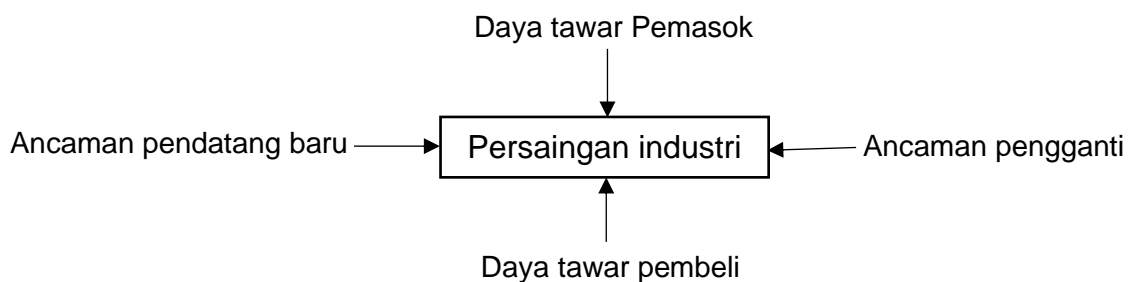 Daya tawar Pemasok
Ancaman pendatang baru
Persaingan industri
Ancaman pengganti
Daya tawar pembeli